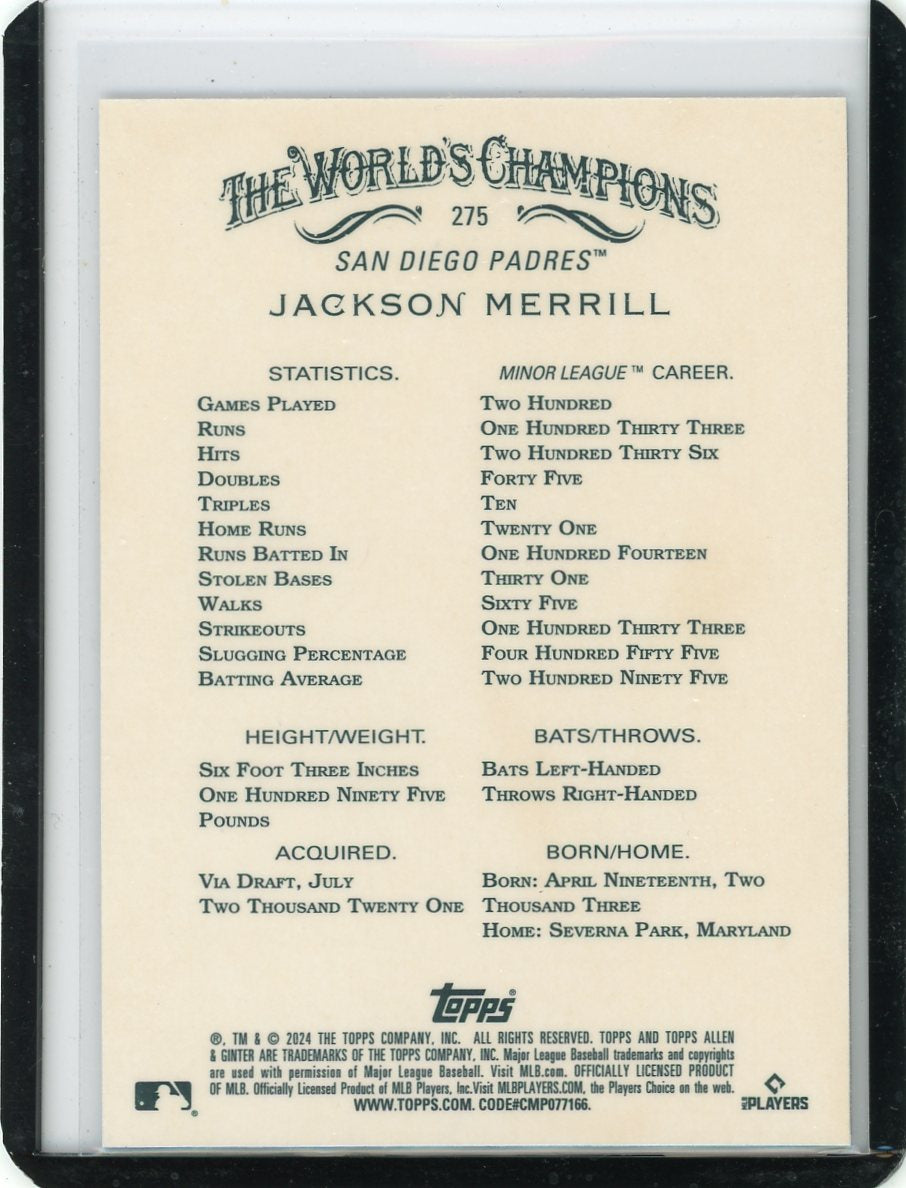 THE WORLD'S CHAMPIONS
275
SAN DIEGO PADRES™
JACKSON MERRILL
STATISTICS. MINOR LEAGUE™ CAREER.
GAMES PLAYED TWO HUNDRED
RUNS ONE HUNDRED THIRTY THREE
HITS TWO HUNDRED THIRTY SIX
DOUBLES FORTY FIVE
TRIPLES TEN
HOME RUNS TWENTY ONE
RUNS BATTED IN ONE HUNDRED FOURTEEN
STOLEN BASES THIRTY ONE
WALKS SIXTY FIVE
STRIKEOUTS ONE HUNDRED THIRTY THREE
SLUGGING PERCENTAGE FOUR HUNDRED FIFTY FIVE
BATTING AVERAGE TWO HUNDRED NINETY FIVE
HEIGHT/WEIGHT. BATS/THROWS.
SIX FOOT THREE INCHES BATS LEFT-HANDED
ONE HUNDRED NINETY FIVE THROWS RIGHT-HANDED
POUNDS
ACQUIRED. BORN/HOME.
VIA DRAFT, JULY BORN: APRIL NINETEENTH, TWO
TWO THOUSAND TWENTY ONE THOUSAND THREE
HOME: SEVERNA PARK, MARYLAND
topps®
®, TM & © 2024 THE TOPPS COMPANY, INC. ALL RIGHTS RESERVED. TOPPS AND TOPPS ALLEN
& GINTER ARE TRADEMARKS OF THE TOPPS COMPANY, INC. Major League Baseball trademarks and copyrights
are used with permission of Major League Baseball. Visit MLB.com. OFFICIALLY LICENSED PRODUCT
OF MLB. Officially Licensed Product of MLB Players, Inc.Visit MLBPLAYERS.COM, the Players Choice on the web.
WWW.TOPPS.COM. CODE#CMP077166.
MLB PLAYERS